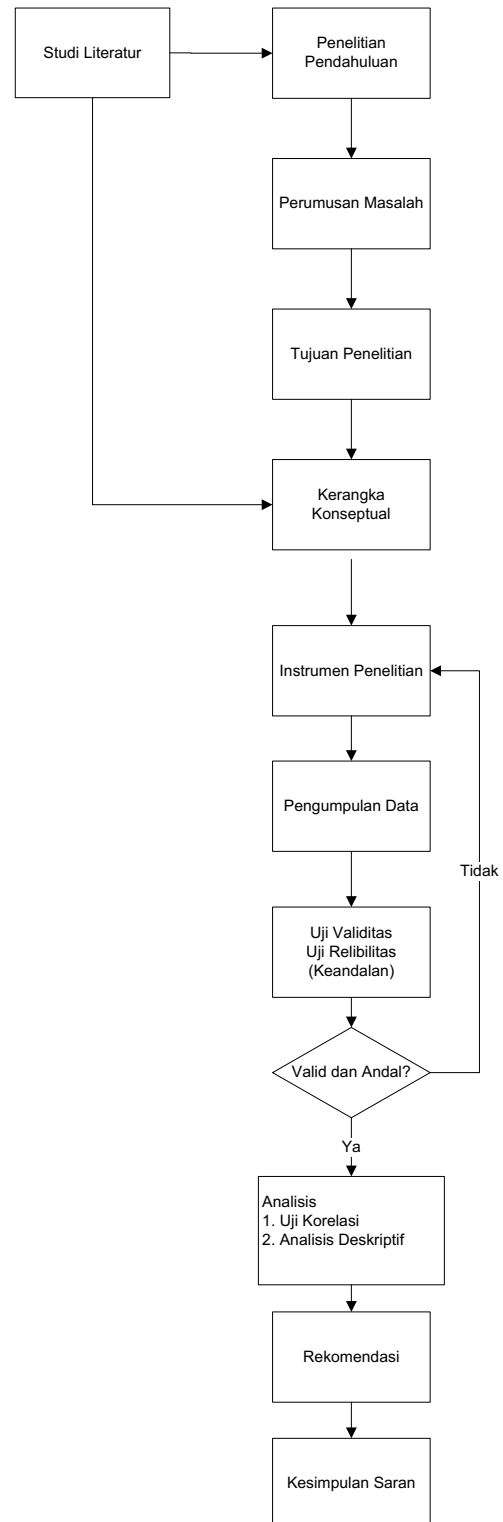 Studi Literatur
Penelitian
Pendahuluan
Perumusan Masalah
Tujuan Penelitian
Kerangka
Konseptual
Instrumen Penelitian
Pengumpulan Data
Tidak
Uji Validitas
Uji Relibilitas
(Keandalan)
Valid dan Andal?
Ya
Analisis
1. Uji Korelasi
2. Analisis Deskriptif
Rekomendasi
Kesimpulan Saran